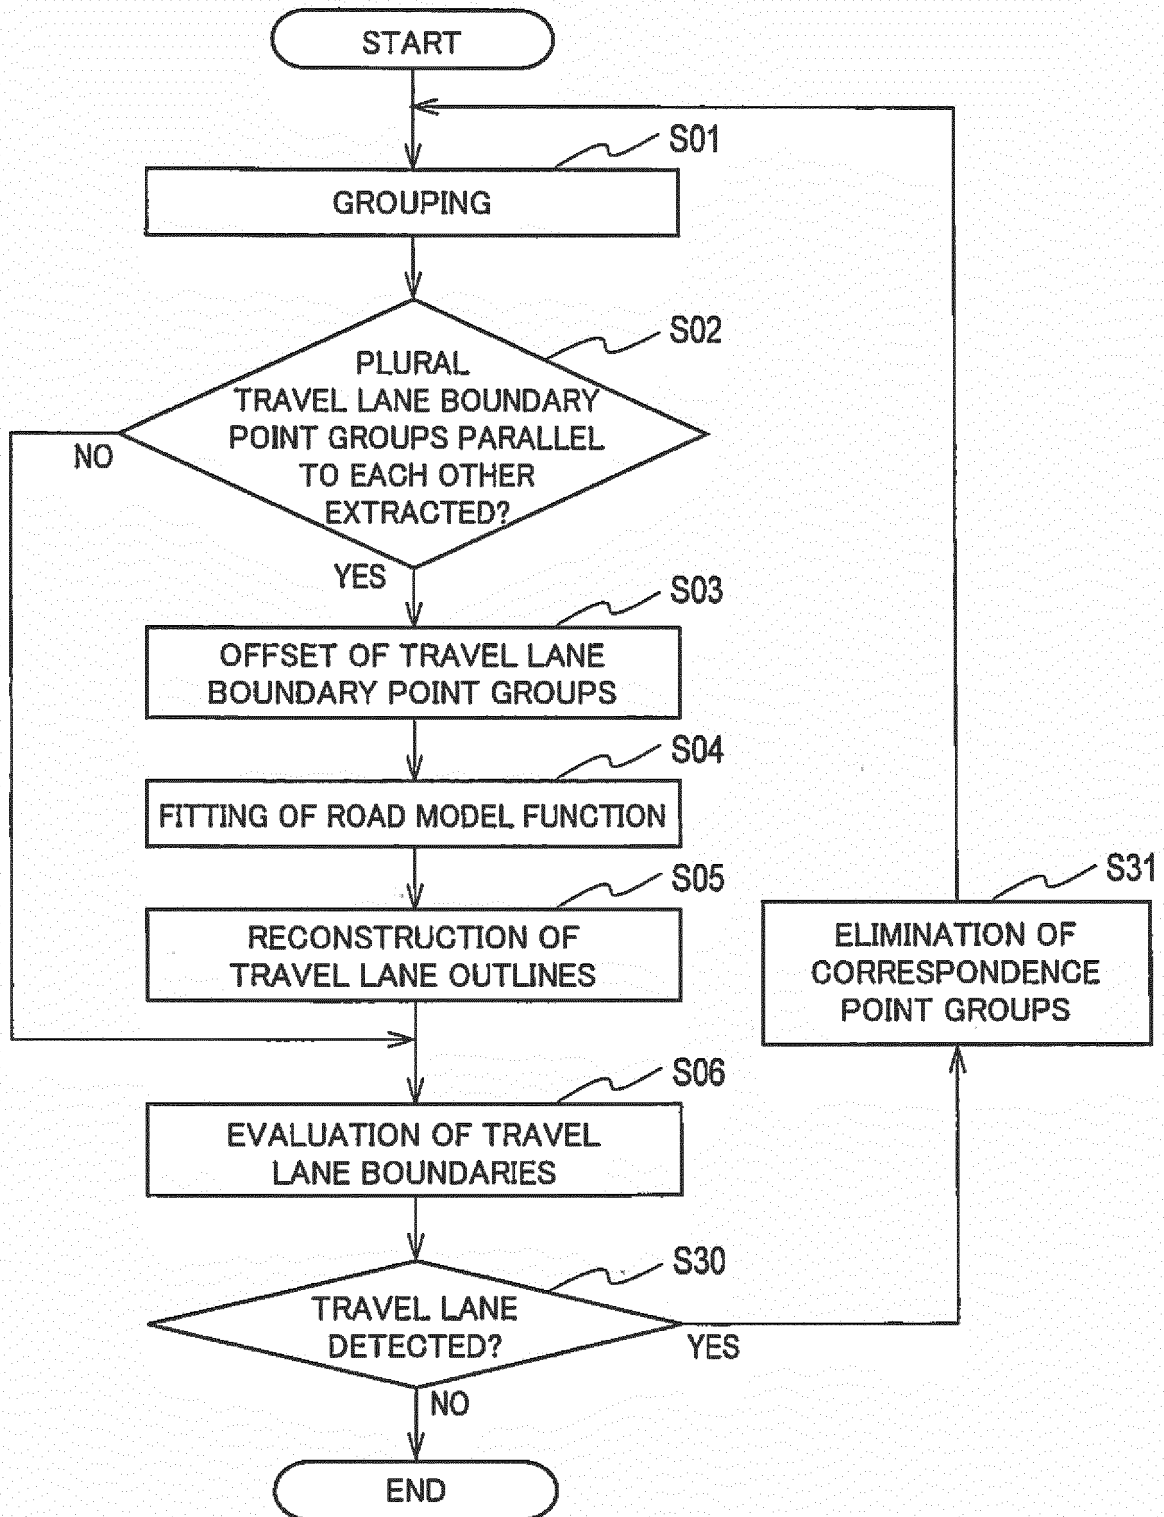 START
S01
GROUPING
S02
PLURAL
TRAVEL LANE BOUNDARY
POINT GROUPS PARALLEL
TO EACH OTHER
EXTRACTED?
NO
YES
S03
OFFSET OF TRAVEL LANE
BOUNDARY POINT GROUPS
S04
FITTING OF ROAD MODEL FUNCTION
S05
RECONSTRUCTION OF
TRAVEL LANE OUTLINES
S31
ELIMINATION OF
CORRESPONDENCE
POINT GROUPS
S06
EVALUATION OF TRAVEL
LANE BOUNDARIES
S30
TRAVEL LANE
DETECTED?
YES
NO
END